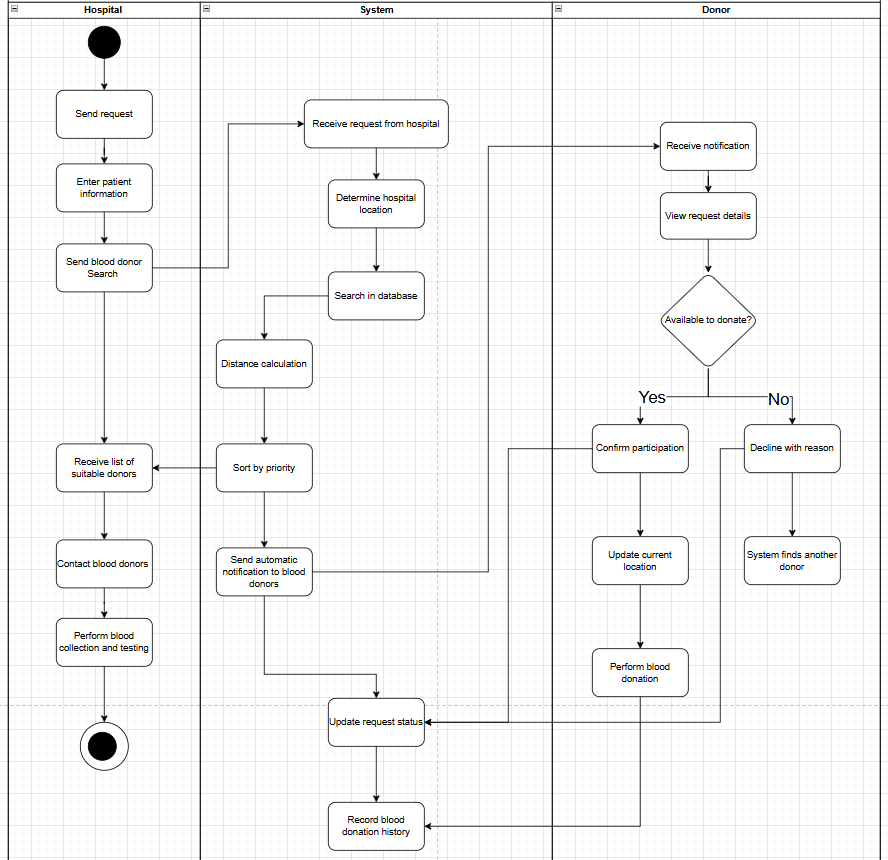 Hospital
System
Donor
Send request
Enter patient
information
Send blood donor
Search
Receive list of
suitable donors
Contact blood donors
Perform blood
collection and testing
Receive request from hospital
Determine hospital
location
Search in database
Distance calculation
Sort by priority
Send automatic
notification to blood
donors
Update request status
Record blood
donation history
Receive notification
View request details
Available to donate?
Yes
No
Confirm participation
Decline with reason
Update current
location
System finds another
donor
Perform blood
donation